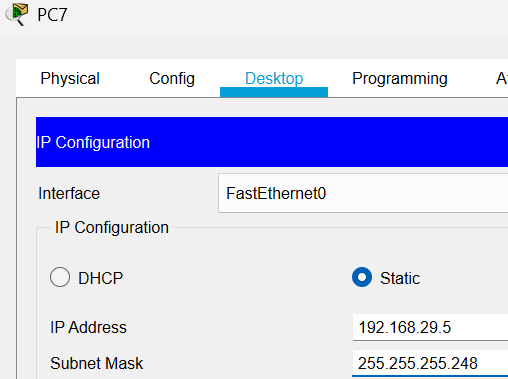 PC7
Physical Config Desktop Programming
IP Configuration
Interface FastEthernet0
IP Configuration
DHCP Static
IP Address 192.168.29.5
Subnet Mask 255.255.255.248